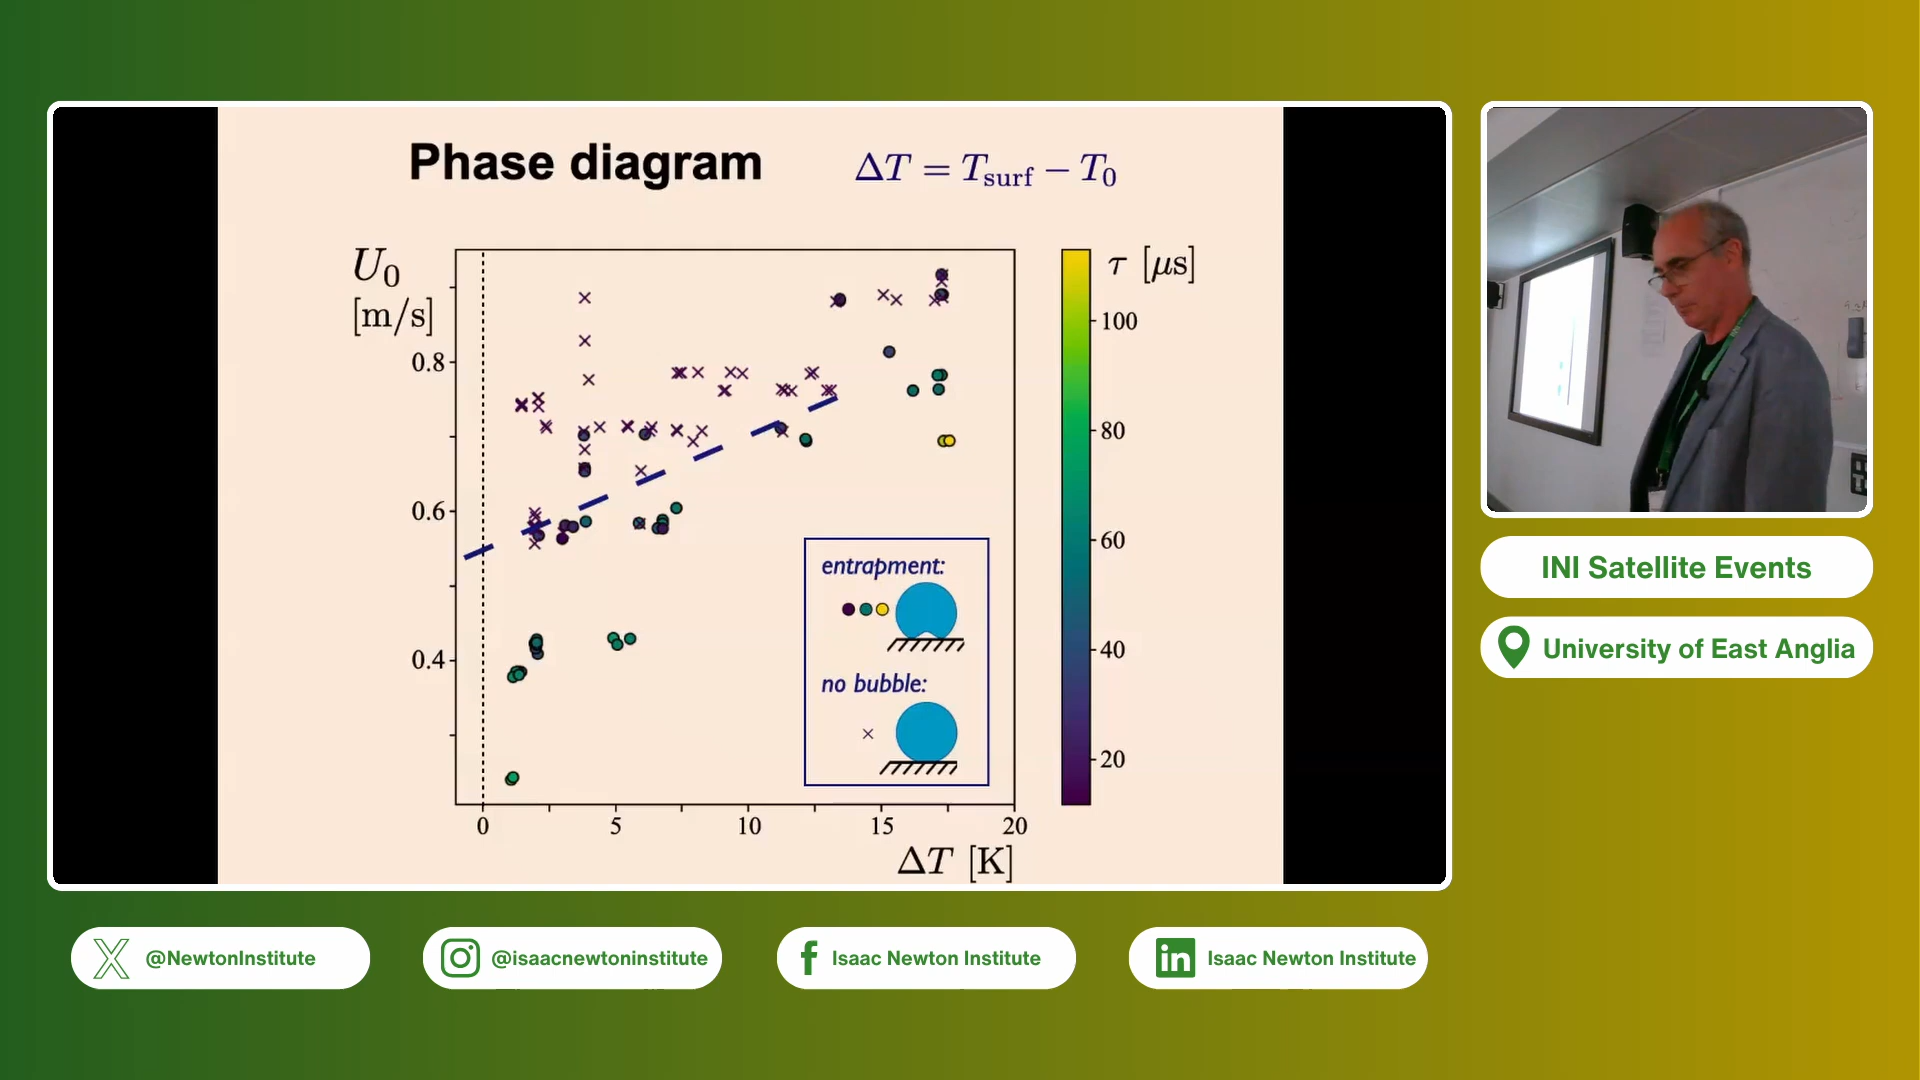 Phase diagram
ΔT = T_surf − T_0
U_0
[m/s]
τ [μs]
100
0.8
80
0.6
60
entrapment:
40
no bubble:
0.4
20
0 5 10 15 20
ΔT [K]
INI Satellite Events
University of East Anglia
@NewtonInstitute
@isaacnewtoninstitute
Isaac Newton Institute
Isaac Newton Institute